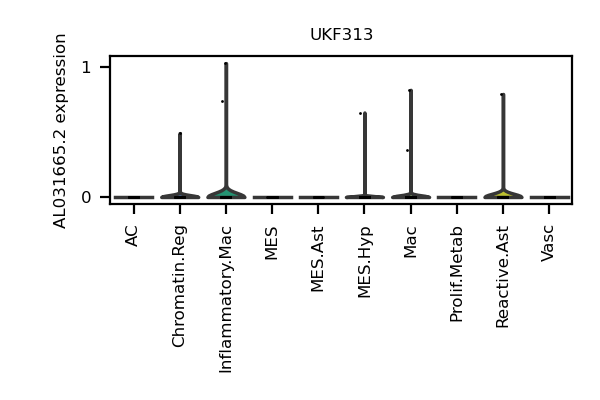 UKF313
AL031665.2 expression
1
0
AC
Chromatin.Reg
Inflammatory.Mac
MES
MES.Ast
MES.Hyp
Mac
Prolif.Metab
Reactive.Ast
Vasc